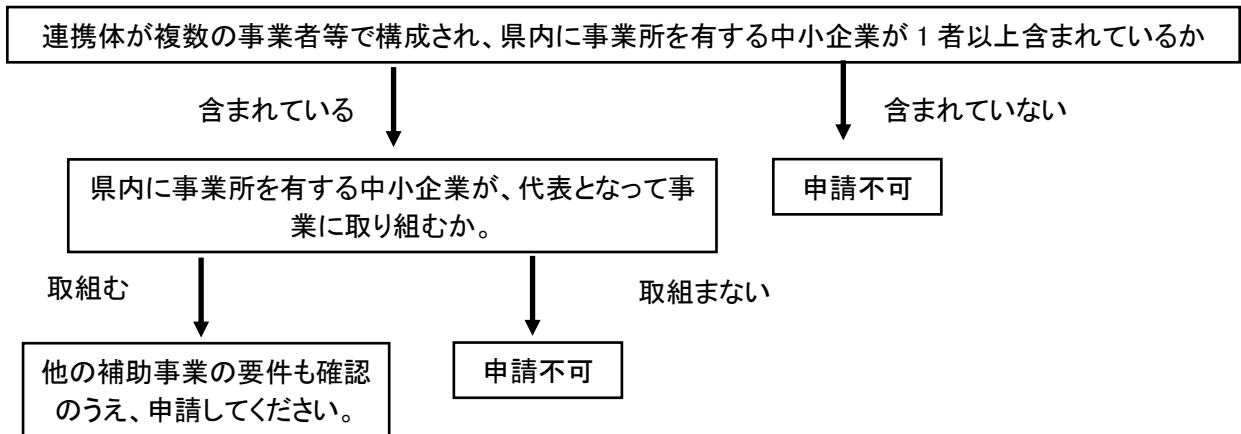 連携体が複数の事業者等で構成され、県内に事業所を有する中小企業が 1 者以上含まれているか
含まれている
含まれていない
県内に事業所を有する中小企業が、代表となって事
業に取り組むか。
申請不可
取組む
取組まない
他の補助事業の要件も確認
のうえ、申請してください。
申請不可